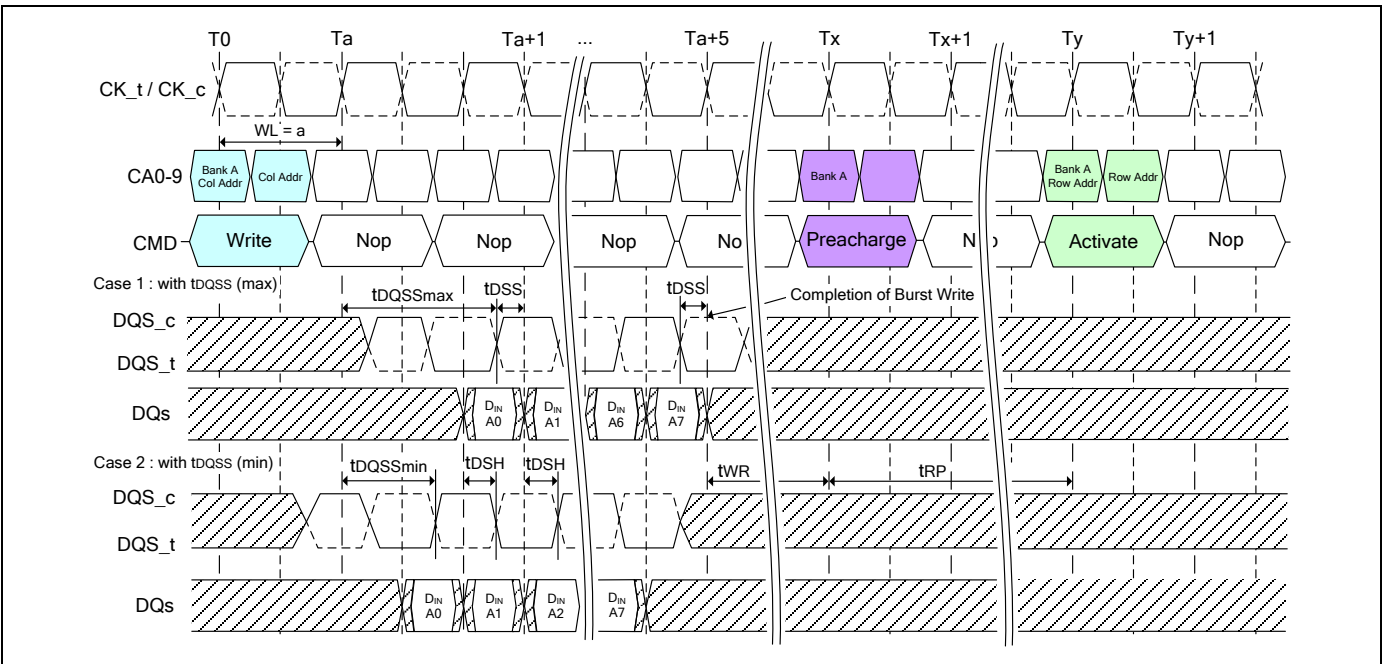 T0 Ta Ta+1 ... Ta+5 Tx Tx+1 Ty Ty+1
CK_t / CK_c
WL = a
CA0-9 Bank A Col Addr Col Addr Bank A Bank A Row Addr Row Addr
CMD Write Nop Nop Nop No Preacharge N p Activate Nop
Case 1 : with tDQSS (max)
tDQSSmax tDSS tDSS Completion of Burst Write
DQS_c
DQS_t
DQs DIN A0 DIN A1 DIN A6 DIN A7
Case 2 : with tDQSS (min)
tDQSSmin tDSH tDSH tWR tRP
DQS_c
DQS_t
DQs DIN A0 DIN A1 DIN A2 DIN A7